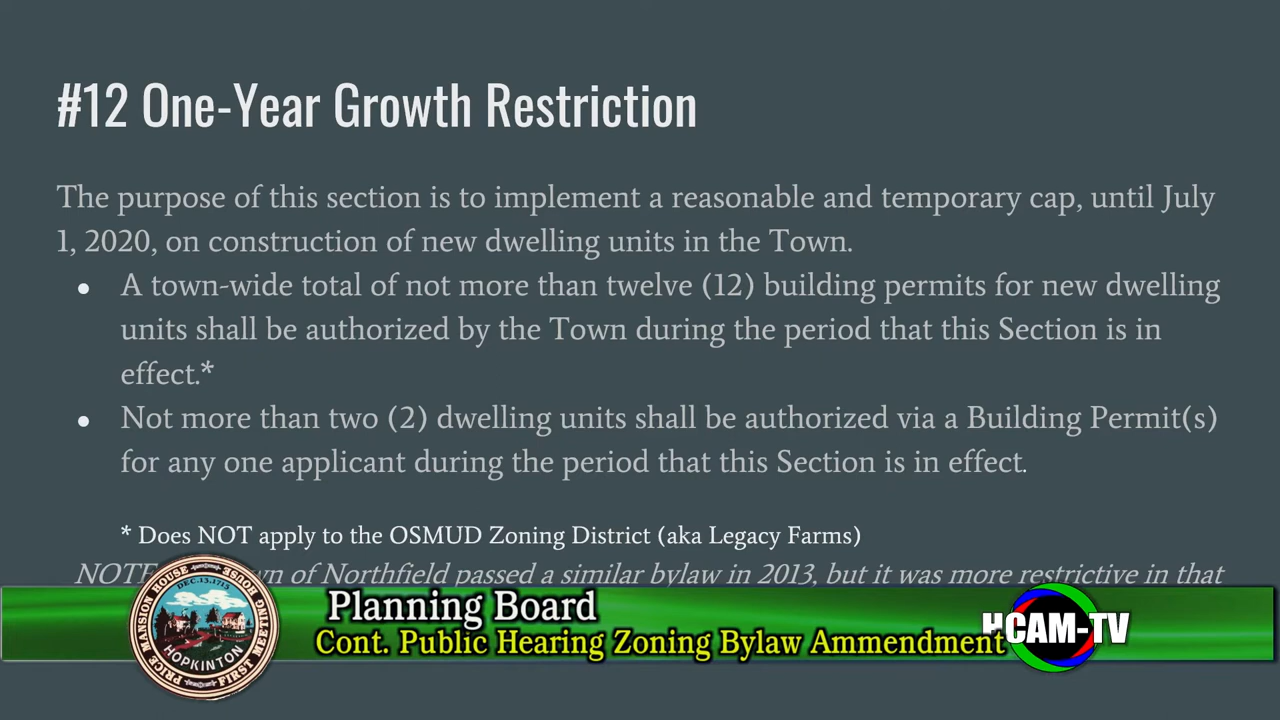 #12 One-Year Growth Restriction
The purpose of this section is to implement a reasonable and temporary cap, until July
1, 2020, on construction of new dwelling units in the Town.
● A town-wide total of not more than twelve (12) building permits for new dwelling
units shall be authorized by the Town during the period that this Section is in
effect.*
● Not more than two (2) dwelling units shall be authorized via a Building Permit(s)
for any one applicant during the period that this Section is in effect.
* Does NOT apply to the OSMUD Zoning District (aka Legacy Farms)
of Northfield passed a similar bylaw in 2013, but it was more restrictive in that
Planning Board
Cont. Public Hearing Zoning Bylaw Ammendment
HCAM-TV
PRICE MANSION HOUSE
DEC.13.1715
FIRST MEETING HOUSE
HOPKINTON